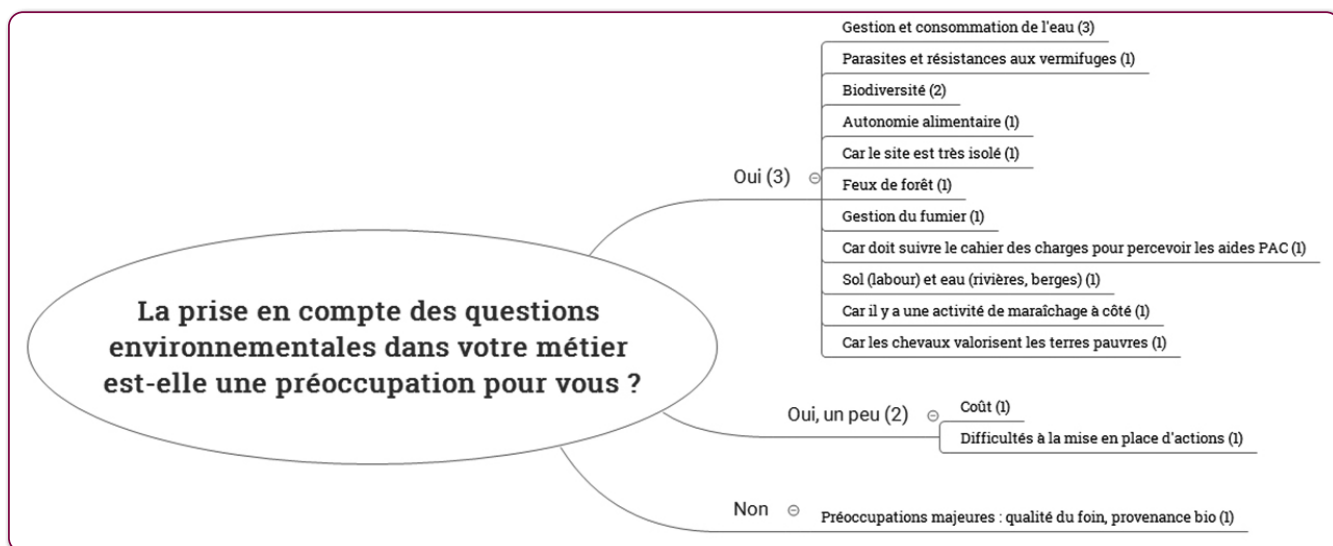 La prise en compte des questions
environnementales dans votre métier
est-elle une préoccupation pour vous ?
Oui (3)
Gestion et consommation de l'eau (3)
Parasites et résistances aux vermifuges (1)
Biodiversité (2)
Autonomie alimentaire (1)
Car le site est très isolé (1)
Feux de forêt (1)
Gestion du fumier (1)
Car doit suivre le cahier des charges pour percevoir les aides PAC (1)
Sol (labour) et eau (rivières, berges) (1)
Car il y a une activité de maraîchage à côté (1)
Car les chevaux valorisent les terres pauvres (1)
Oui, un peu (2)
Coût (1)
Difficultés à la mise en place d'actions (1)
Non
Préoccupations majeures : qualité du foin, provenance bio (1)